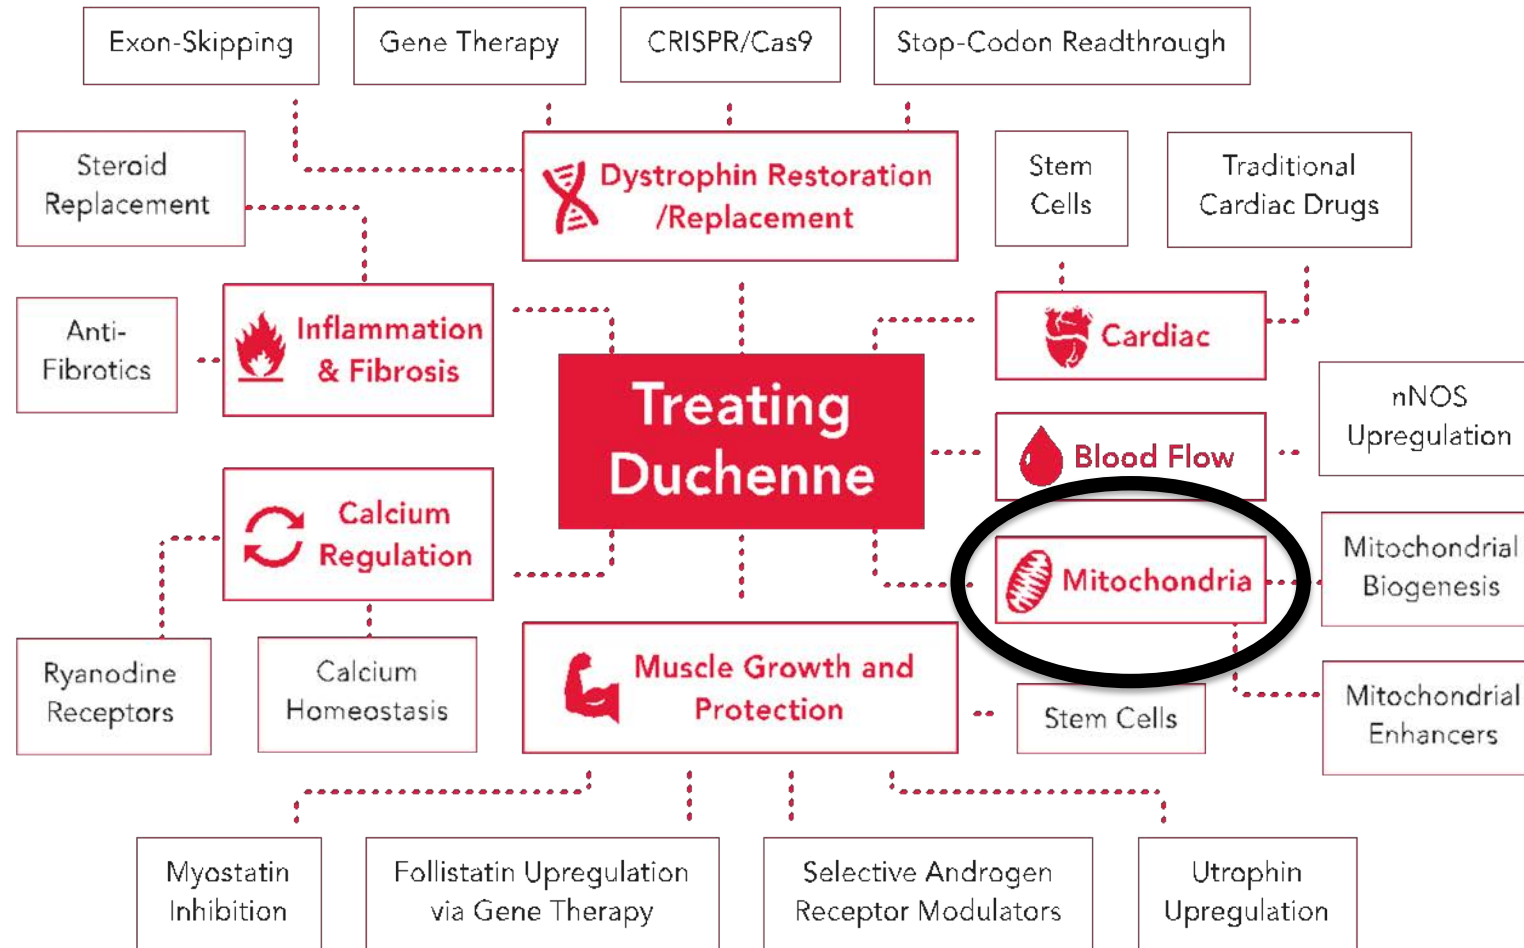 Exon-Skipping
Gene Therapy
CRISPR/Cas9
Stop-Codon Readthrough
Steroid
Replacement
Dystrophin Restoration
/Replacement
Stem
Cells
Traditional
Cardiac Drugs
Anti-
Fibrotics
Inflammation
& Fibrosis
Cardiac
Treating
Duchenne
nNOS
Upregulation
Blood Flow
Calcium
Regulation
Mitochondria
Mitochondrial
Biogenesis
Ryanodine
Receptors
Calcium
Homeostasis
Muscle Growth and
Protection
Stem Cells
Mitochondrial
Enhancers
Myostatin
Inhibition
Follistatin Upregulation
via Gene Therapy
Selective Androgen
Receptor Modulators
Utrophin
Upregulation